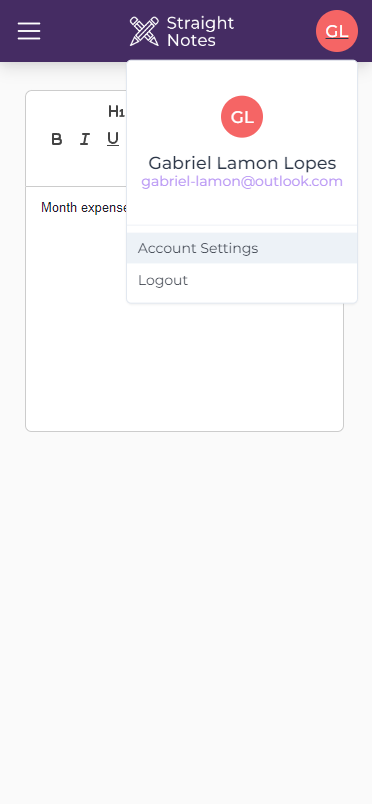 Straight
Notes
GL
GL
Gabriel Lamon Lopes
gabriel-lamon@outlook.com
Account Settings
Logout
H1
B I U
Month expense